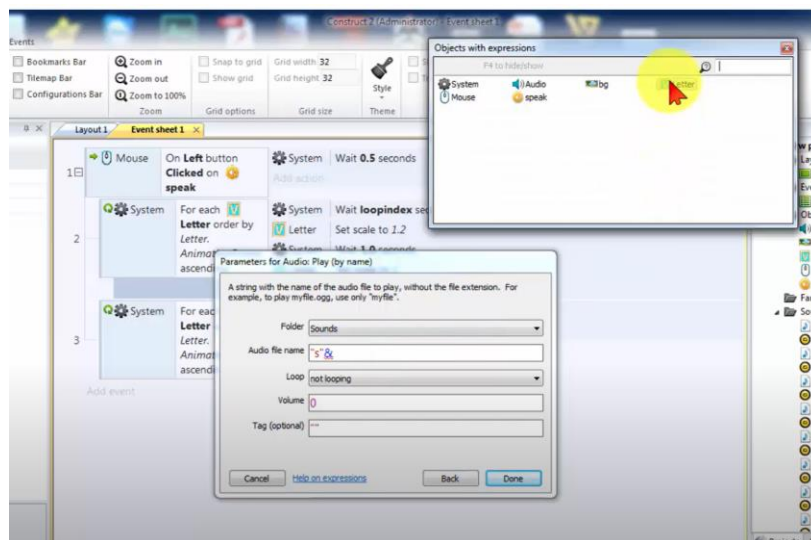 Construct 2 (Administrator) - Event sheet 1
Events
Bookmarks Bar
Tilemap Bar
Configurations Bar
Zoom in
Zoom out
Zoom to 100%
Zoom
Snap to grid
Show grid
Grid options
Grid width 32
Grid height 32
Grid size
Style
Theme
Objects with expressions
F4 to hide/show
System
Audio
bg
Letter
Mouse
speak
Layout 1
Event sheet 1
1
Mouse
On Left button
Clicked on
speak
System
Wait 0.5 seconds
Add action
2
System
For each
Letter order by
Letter.
ascending
System
Wait loopindex
Letter
Set scale to 1.2
System
Wait 1.0 seconds
3
System
Letter
Letter.
Add event
Parameters for Audio: Play (by name)
A string with the name of the audio file to play, without the file extension. For
example, to play myfile.ogg, use only "myfile".
Folder
Sounds
Audio file name
"s"&
Loop
not looping
Volume
0
Tag (optional)
""
Cancel
Help on expressions
Back
Done